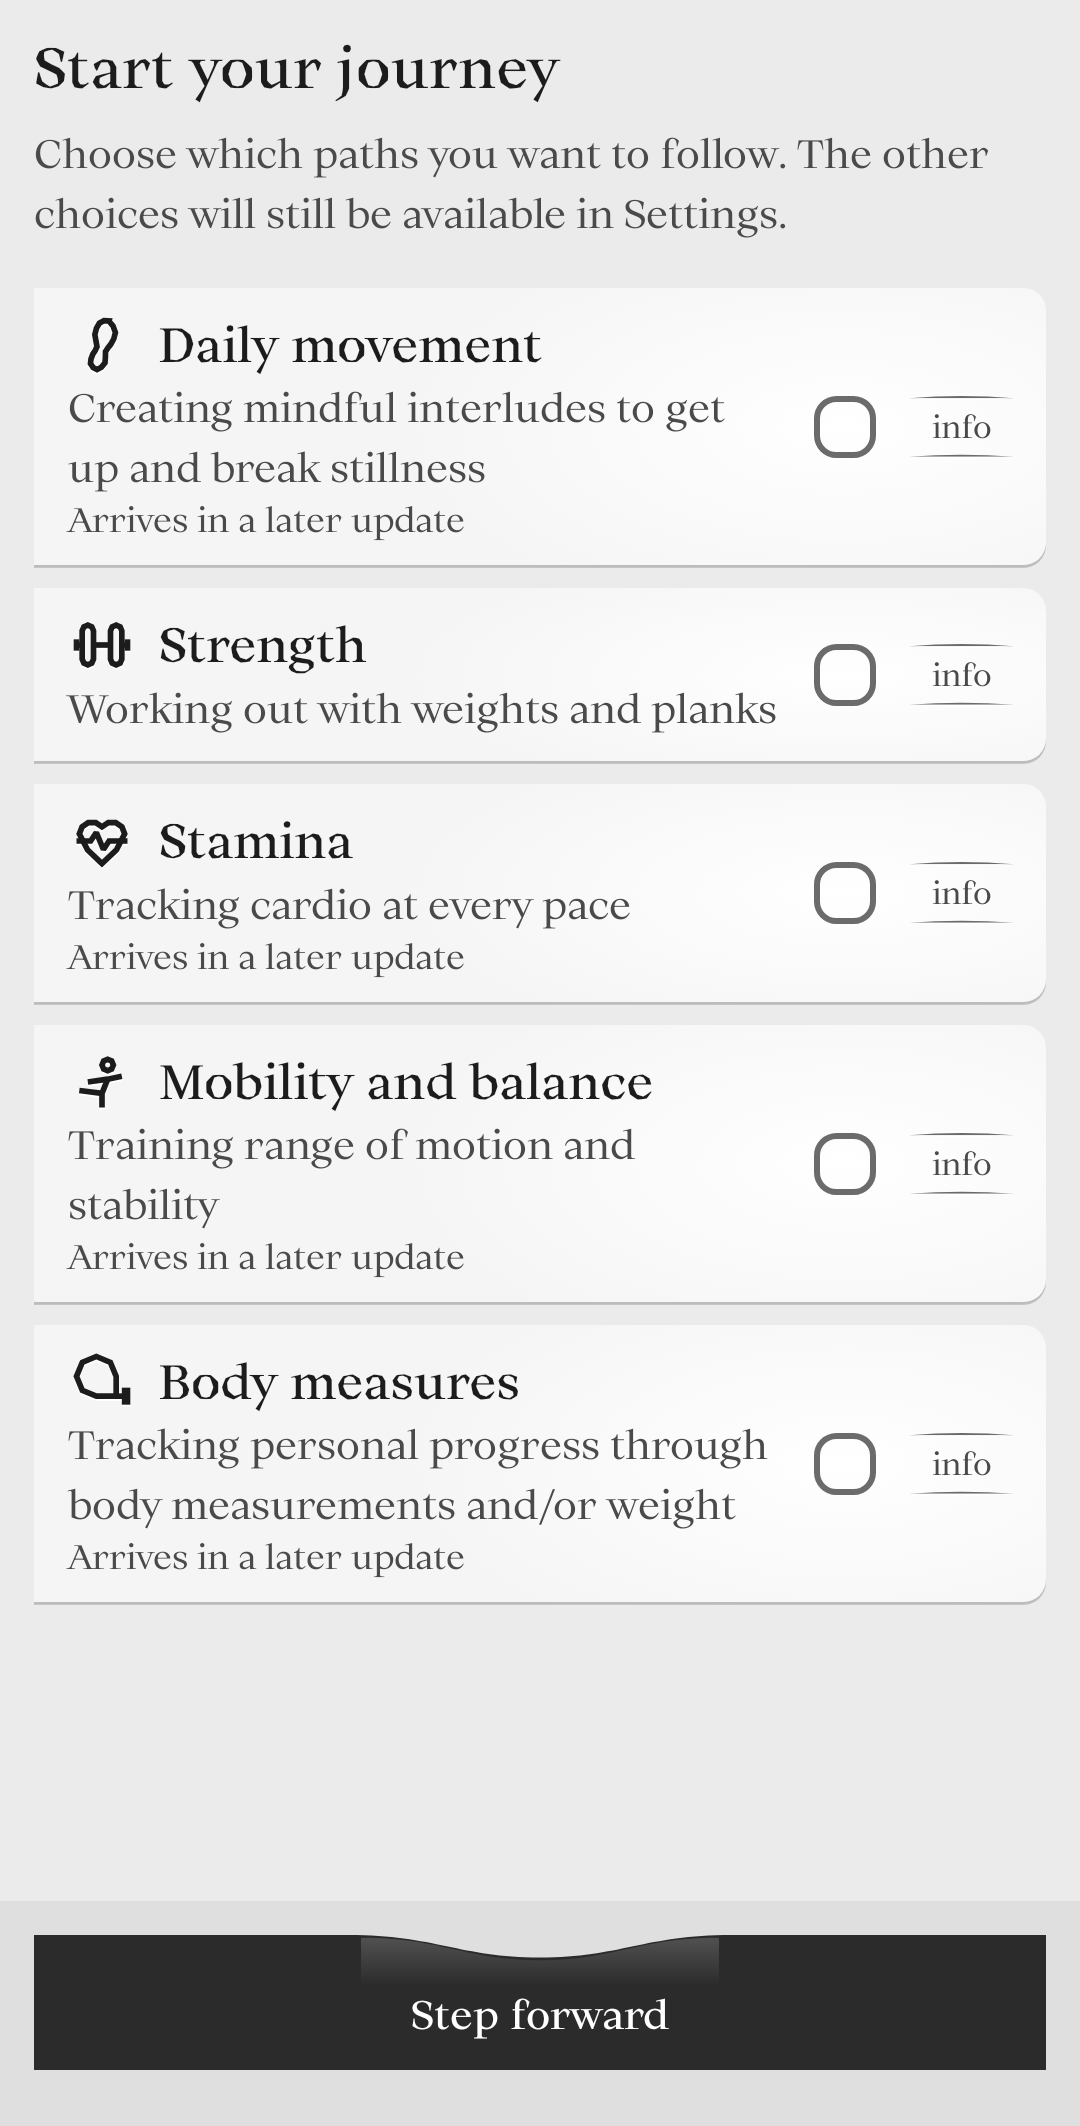 Start your journey
Choose which paths you want to follow. The other
choices will still be available in Settings.
Daily movement
Creating mindful interludes to get
up and break stillness
Arrives in a later update
info
Strength
Working out with weights and planks
info
Stamina
Tracking cardio at every pace
Arrives in a later update
info
Mobility and balance
Training range of motion and
stability
Arrives in a later update
info
Body measures
Tracking personal progress through
body measurements and/or weight
Arrives in a later update
info
Step forward